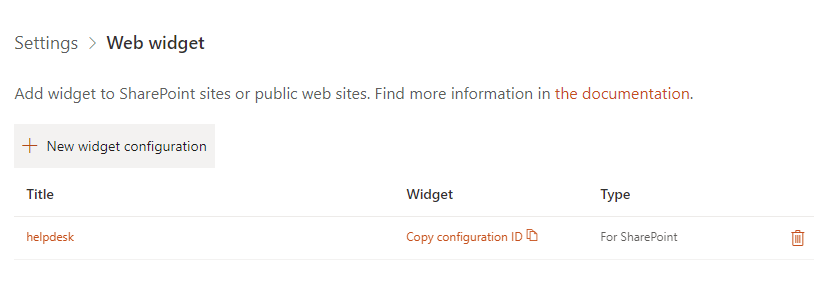 Settings > Web widget
Add widget to SharePoint sites or public web sites. Find more information in the documentation.
+ New widget configuration
Title Widget Type
helpdesk Copy configuration ID For SharePoint